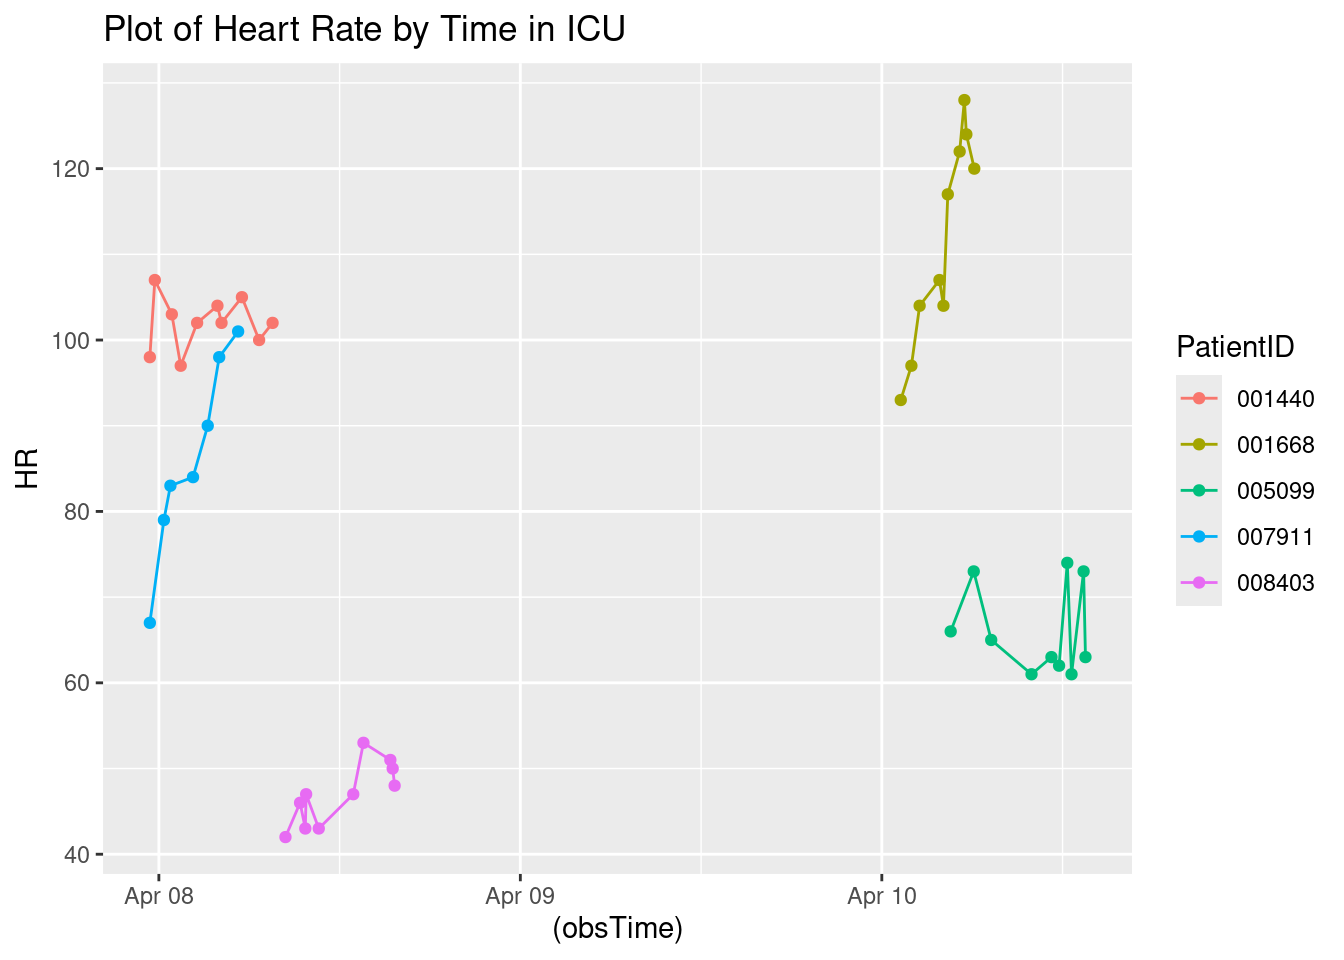 Plot of Heart Rate by Time in ICU
120
100
80
60
40
HR
Apr 08
Apr 09
Apr 10
(obsTime)
PatientID
001440
001668
005099
007911
008403